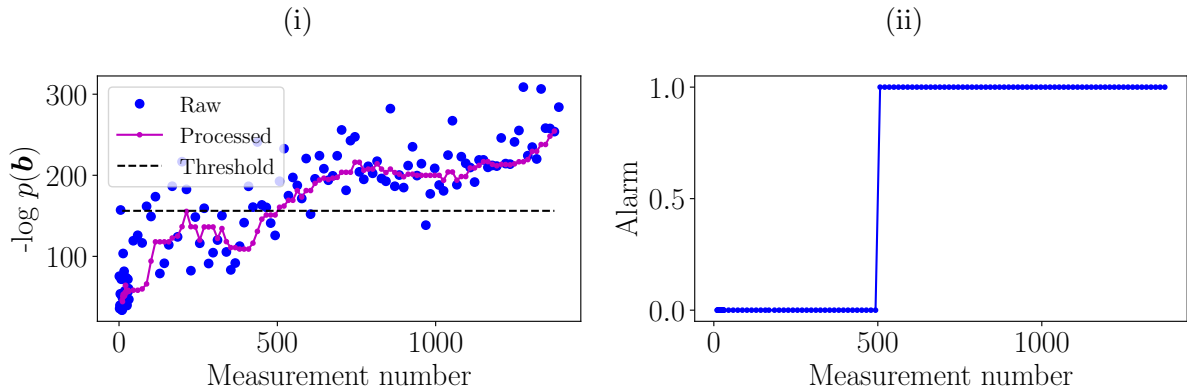 (i)
(ii)
-log p(b)
300
200
100
Raw
Processed
Threshold
0
500
1000
Measurement number
Alarm
1.0
0.5
0.0
0
500
1000
Measurement number